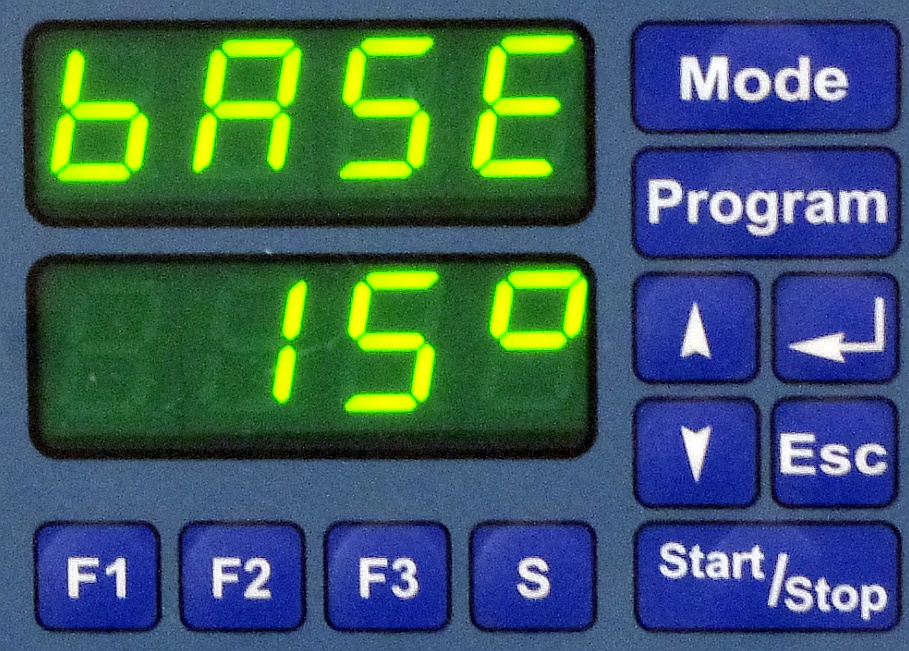 bASE
15°
Mode
Program
Esc
Start/Stop
F1 F2 F3 S